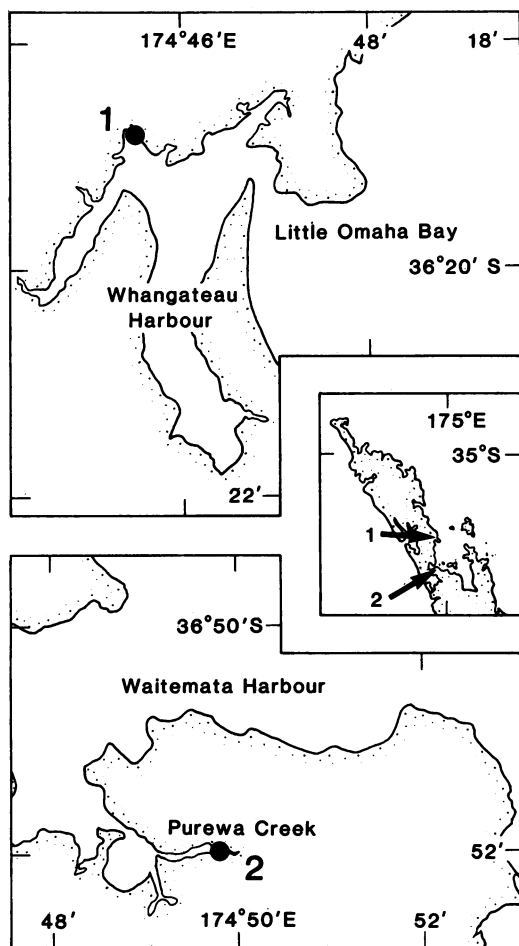 174°46′E 48′ 18′
1
Little Omaha Bay
36°20′ S
Whangateau
Harbour
22′
175°E
35°S
1
2
36°50′S
Waitemata Harbour
Purewa Creek
2
52′
48′ 174°50′E 52′